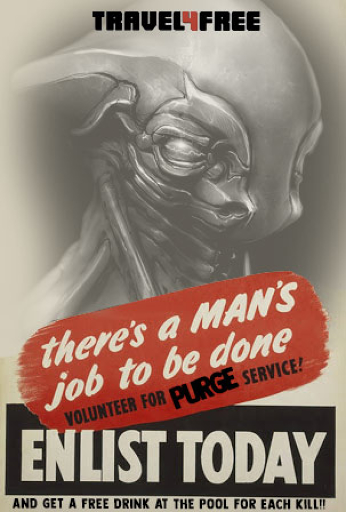 TRAVEL4FREE
there's a MAN'S
job to be done
VOLUNTEER FOR PURGE SERVICE!
ENLIST TODAY
AND GET A FREE DRINK AT THE POOL FOR EACH KILL!!